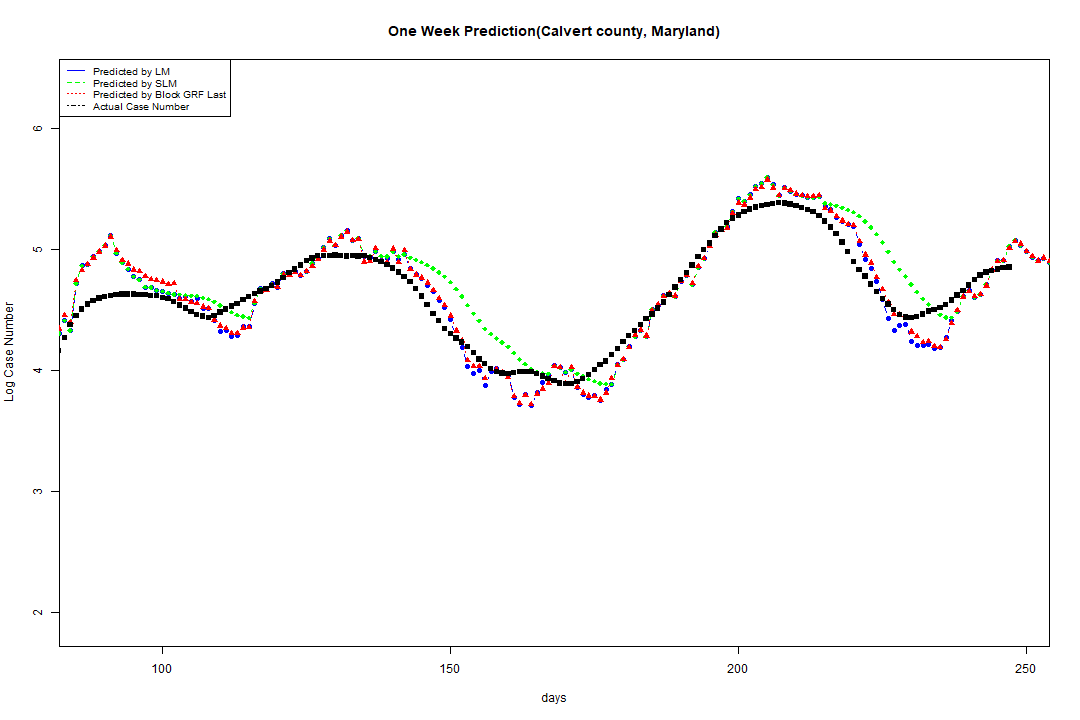 One Week Prediction(Calvert county, Maryland)
Predicted by LM
Predicted by SLM
Predicted by Block GRF Last
Actual Case Number
6
5
4
3
2
Log Case Number
100 150 200 250
days